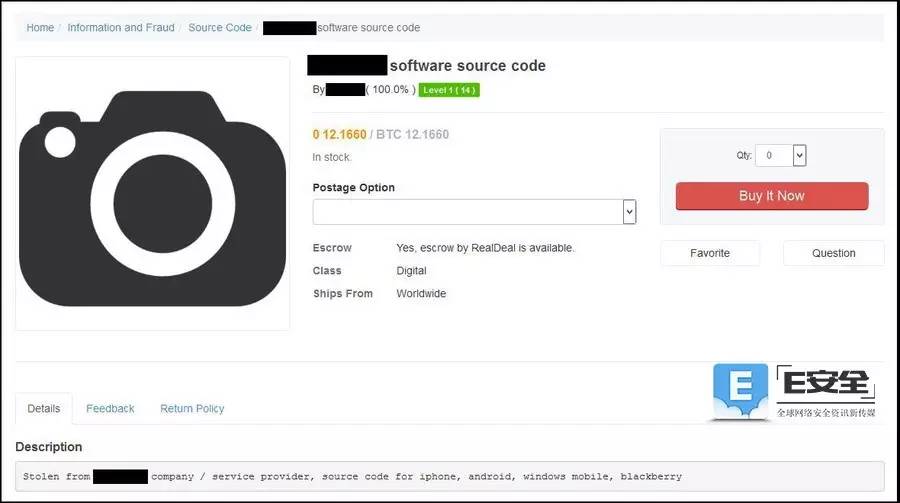 Home / Information and Fraud / Source Code / software source code
software source code
By ( 100.0% ) Level 1 ( 14 )
0 12.1660 / BTC 12.1660
In stock.
Qty: 0
Buy It Now
Postage Option
Favorite
Question
Escrow Yes, escrow by RealDeal is available.
Class Digital
Ships From Worldwide
E
E安全
全球网络安全资讯新传媒
Details Feedback Return Policy
Description
Stolen from company / service provider, source code for iphone, android, windows mobile, blackberry